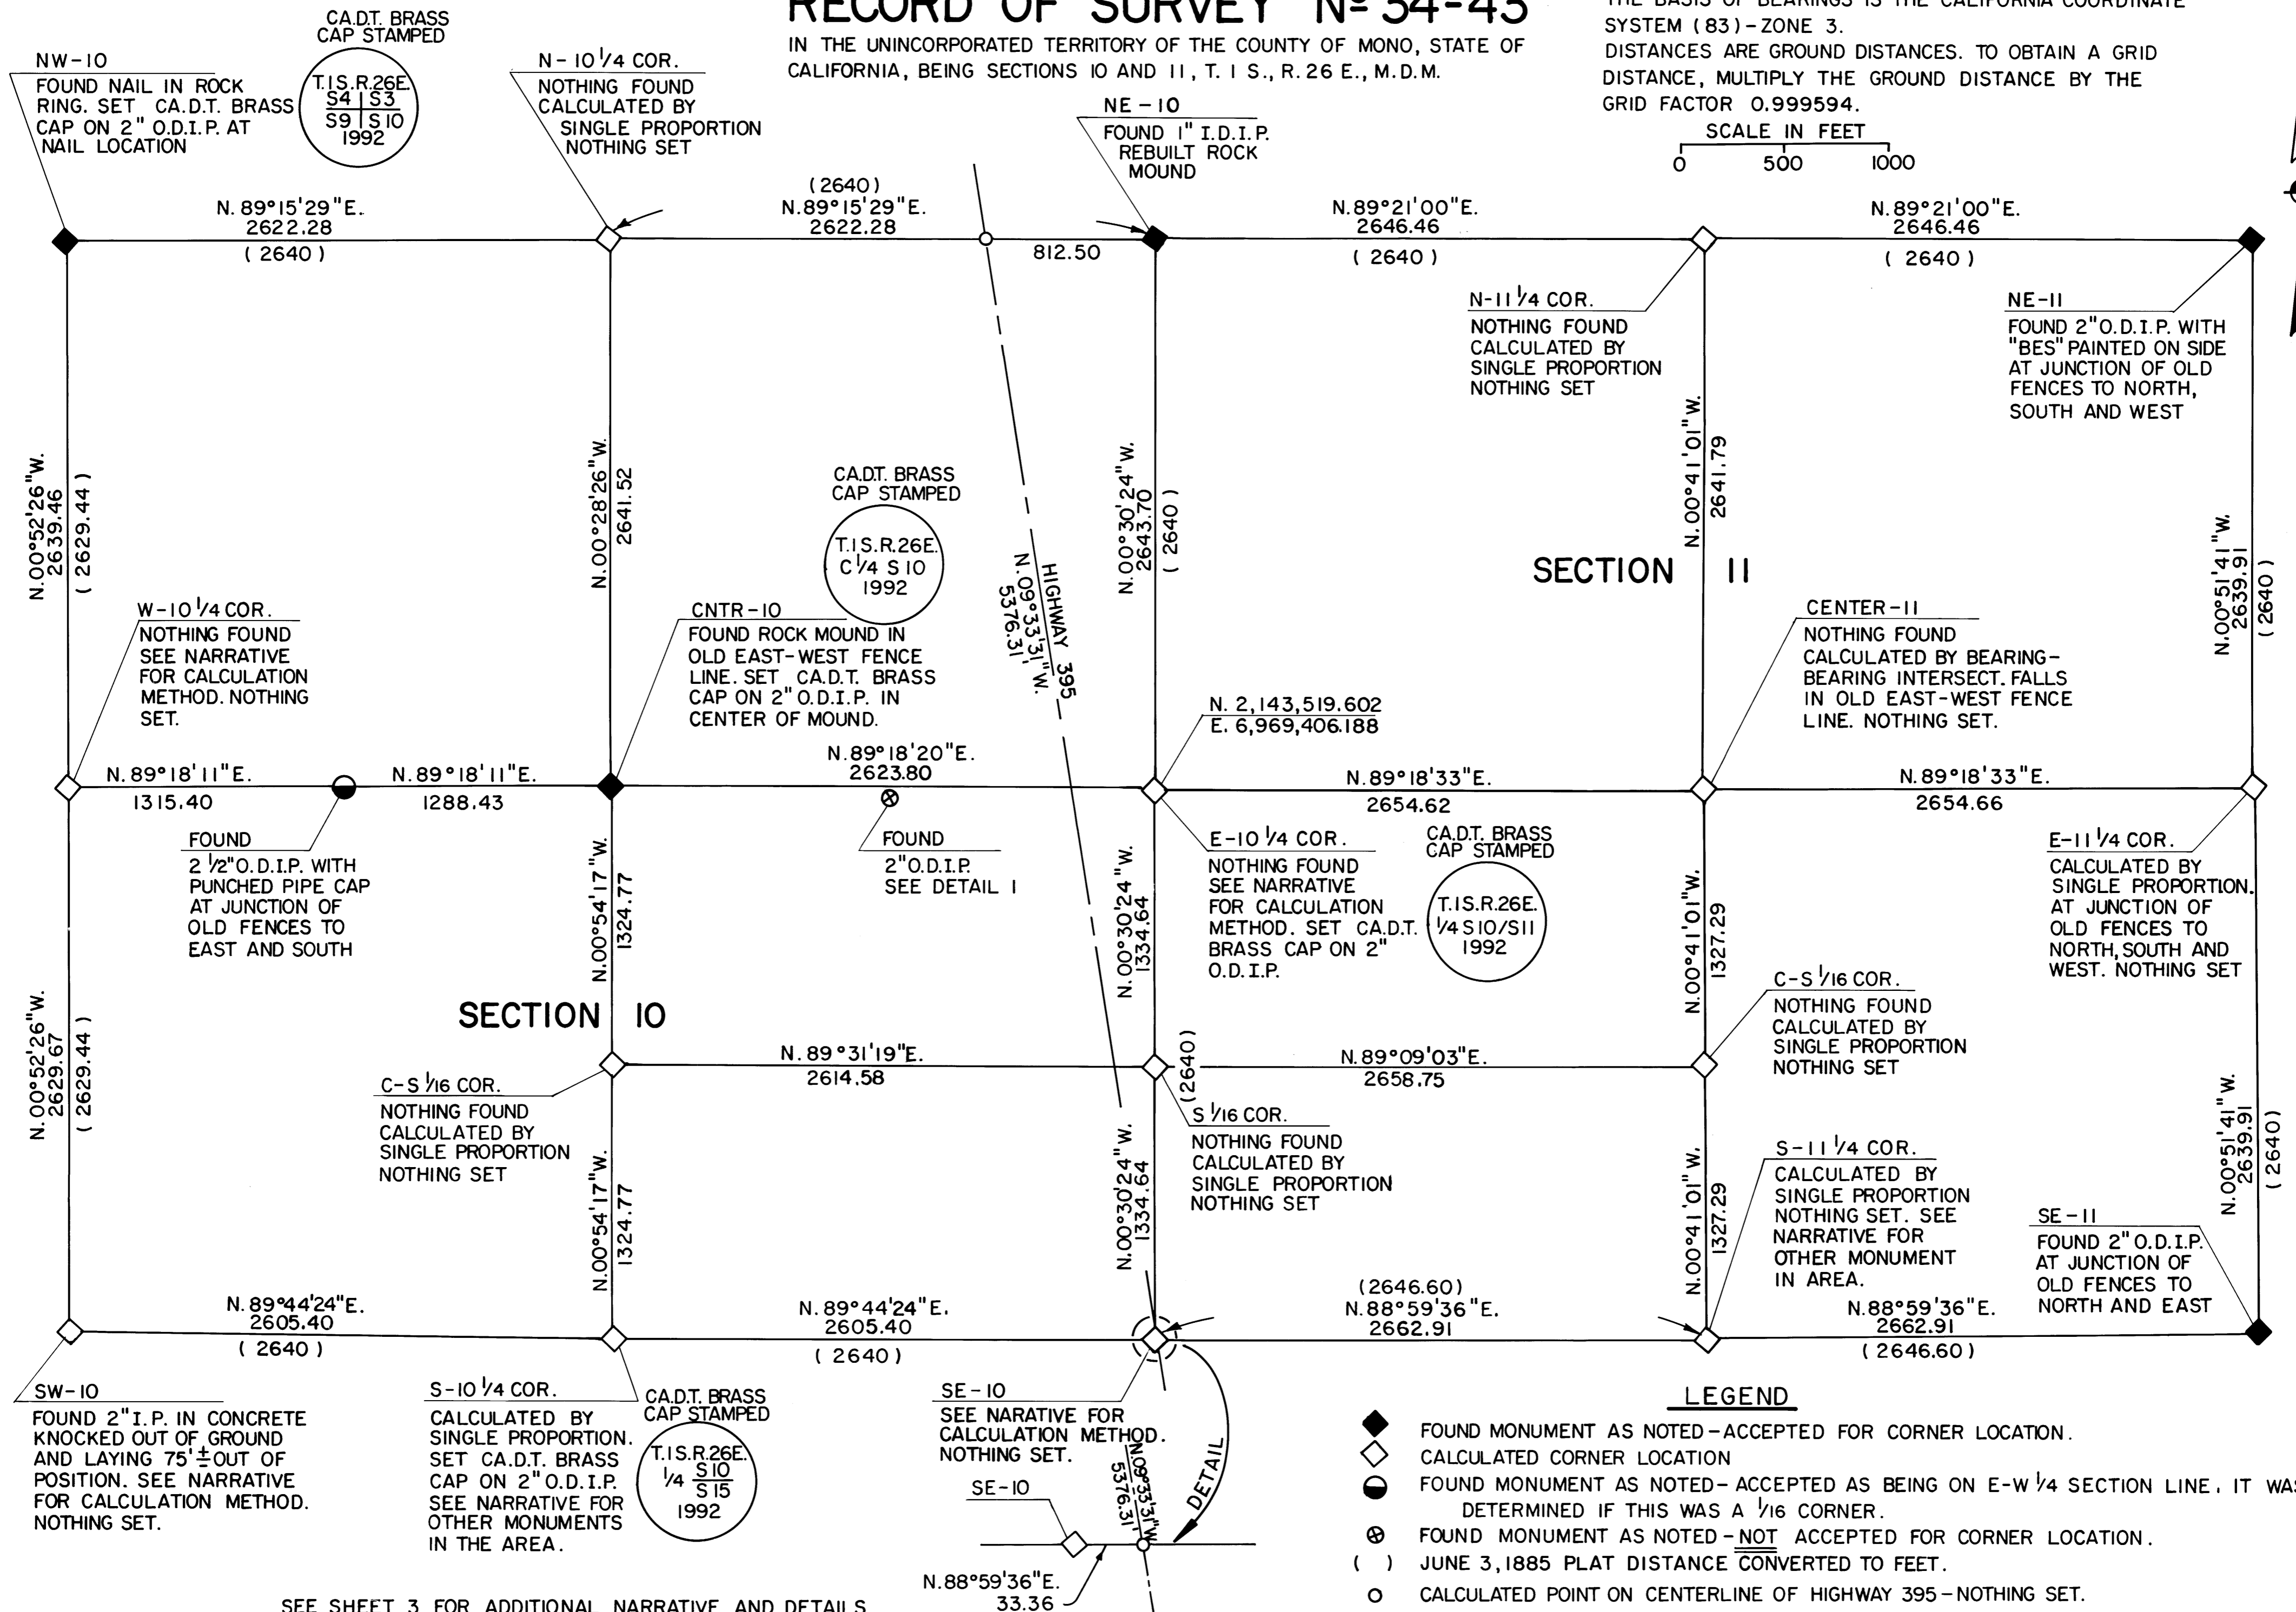 RECORD OF SURVEY Nº 34-43
IN THE UNINCORPORATED TERRITORY OF THE COUNTY OF MONO, STATE OF
CALIFORNIA, BEING SECTIONS 10 AND 11, T. 1 S., R. 26 E., M.D.M.
THE BASIS OF BEARINGS IS THE CALIFORNIA COORDINATE
SYSTEM (83)-ZONE 3.
DISTANCES ARE GROUND DISTANCES. TO OBTAIN A GRID
DISTANCE, MULTIPLY THE GROUND DISTANCE BY THE
GRID FACTOR 0.999594.
SCALE IN FEET
0 500 1000
NW-10
FOUND NAIL IN ROCK
RING. SET CA.D.T. BRASS
CAP ON 2" O.D.I.P. AT
NAIL LOCATION
CA.D.T. BRASS
CAP STAMPED
T.1S.R.26E.
S4 | S3
S9 | S10
1992
N-10 1/4 COR.
NOTHING FOUND
CALCULATED BY
SINGLE PROPORTION
NOTHING SET
NE-10
FOUND 1" I.D.I.P.
REBUILT ROCK
MOUND
N.89°15'29"E.
2622.28
(2640)
(2640)
N.89°15'29"E.
2622.28
812.50
N.89°21'00"E.
2646.46
(2640)
N.89°21'00"E.
2646.46
(2640)
N-11 1/4 COR.
NOTHING FOUND
CALCULATED BY
SINGLE PROPORTION
NOTHING SET
NE-11
FOUND 2" O.D.I.P. WITH
"BES" PAINTED ON SIDE
AT JUNCTION OF OLD
FENCES TO NORTH,
SOUTH AND WEST
N.00°52'26"W.
2639.46
(2629.44)
N.00°28'26"W.
2641.52
CA.D.T. BRASS
CAP STAMPED
T.1S.R.26E.
C 1/4 S 10
1992
HIGHWAY 395
N.09°33'31"W.
5376.31'
N.00°30'24"W.
2643.70
(2640)
N.00°41'01"W.
2641.79
SECTION 11
N.00°51'41"W.
2639.91
(2640)
W-10 1/4 COR.
NOTHING FOUND
SEE NARRATIVE
FOR CALCULATION
METHOD. NOTHING
SET.
CNTR-10
FOUND ROCK MOUND IN
OLD EAST-WEST FENCE
LINE. SET CA.D.T. BRASS
CAP ON 2" O.D.I.P. IN
CENTER OF MOUND.
N. 2,143,519.602
E. 6,969,406.188
CENTER-11
NOTHING FOUND
CALCULATED BY BEARING-
BEARING INTERSECT. FALLS
IN OLD EAST-WEST FENCE
LINE. NOTHING SET.
N.89°18'11"E.
1315.40
N.89°18'11"E.
1288.43
N.89°18'20"E.
2623.80
N.89°18'33"E.
2654.62
N.89°18'33"E.
2654.66
FOUND
2 1/2" O.D.I.P. WITH
PUNCHED PIPE CAP
AT JUNCTION OF
OLD FENCES TO
EAST AND SOUTH
FOUND
2" O.D.I.P.
SEE DETAIL 1
E-10 1/4 COR.
NOTHING FOUND
SEE NARRATIVE
FOR CALCULATION
METHOD. SET CA.D.T.
BRASS CAP ON 2"
O.D.I.P.
CA.D.T. BRASS
CAP STAMPED
T.1S.R.26E.
1/4 S10/S11
1992
E-11 1/4 COR.
CALCULATED BY
SINGLE PROPORTION.
AT JUNCTION OF
OLD FENCES TO
NORTH, SOUTH AND
WEST. NOTHING SET
N.00°54'17"W.
1324.77
N.00°30'24"W.
1334.64
N.00°41'01"W.
1327.29
C-S 1/16 COR.
NOTHING FOUND
CALCULATED BY
SINGLE PROPORTION
NOTHING SET
SECTION 10
N.00°52'26"W.
2629.67
(2629.44)
N.89°31'19"E.
2614.58
(2640)
N.89°09'03"E.
2658.75
C-S 1/16 COR.
NOTHING FOUND
CALCULATED BY
SINGLE PROPORTION
NOTHING SET
S 1/16 COR.
NOTHING FOUND
CALCULATED BY
SINGLE PROPORTION
NOTHING SET
N.00°54'17"W.
1324.77
N.00°30'24"W.
1334.64
N.00°41'01"W.
1327.29
S-11 1/4 COR.
CALCULATED BY
SINGLE PROPORTION
NOTHING SET. SEE
NARRATIVE FOR
OTHER MONUMENT
IN AREA.
N.00°51'41"W.
2639.91
(2640)
SE-11
FOUND 2" O.D.I.P.
AT JUNCTION OF
OLD FENCES TO
NORTH AND EAST
N.89°44'24"E.
2605.40
(2640)
N.89°44'24"E.
2605.40
(2640)
(2646.60)
N.88°59'36"E.
2662.91
N.88°59'36"E.
2662.91
(2646.60)
SW-10
FOUND 2" I.P. IN CONCRETE
KNOCKED OUT OF GROUND
AND LAYING 75'± OUT OF
POSITION. SEE NARRATIVE
FOR CALCULATION METHOD.
NOTHING SET.
S-10 1/4 COR.
CALCULATED BY
SINGLE PROPORTION.
SET CA.D.T. BRASS
CAP ON 2" O.D.I.P.
SEE NARRATIVE FOR
OTHER MONUMENTS
IN THE AREA.
CA.D.T. BRASS
CAP STAMPED
T.1S.R.26E.
1/4 S10
S15
1992
SE-10
SEE NARATIVE FOR
CALCULATION METHOD.
NOTHING SET.
SE-10
N.09°33'31"W.
5376.31'
DETAIL
N.88°59'36"E.
33.36
LEGEND
FOUND MONUMENT AS NOTED-ACCEPTED FOR CORNER LOCATION.
CALCULATED CORNER LOCATION
FOUND MONUMENT AS NOTED-ACCEPTED AS BEING ON E-W 1/4 SECTION LINE. IT WAS
DETERMINED IF THIS WAS A 1/16 CORNER.
FOUND MONUMENT AS NOTED-NOT ACCEPTED FOR CORNER LOCATION.
( ) JUNE 3, 1885 PLAT DISTANCE CONVERTED TO FEET.
CALCULATED POINT ON CENTERLINE OF HIGHWAY 395-NOTHING SET.
SEE SHEET 3 FOR ADDITIONAL NARRATIVE AND DETAILS